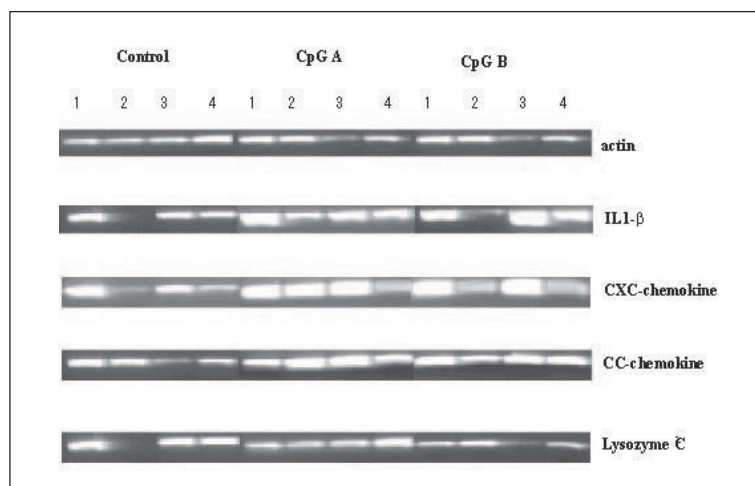 Control CpG A CpG B
1 2 3 4 1 2 3 4 1 2 3 4
actin
IL1-β
CXC-chemokine
CC-chemokine
Lysozyme C